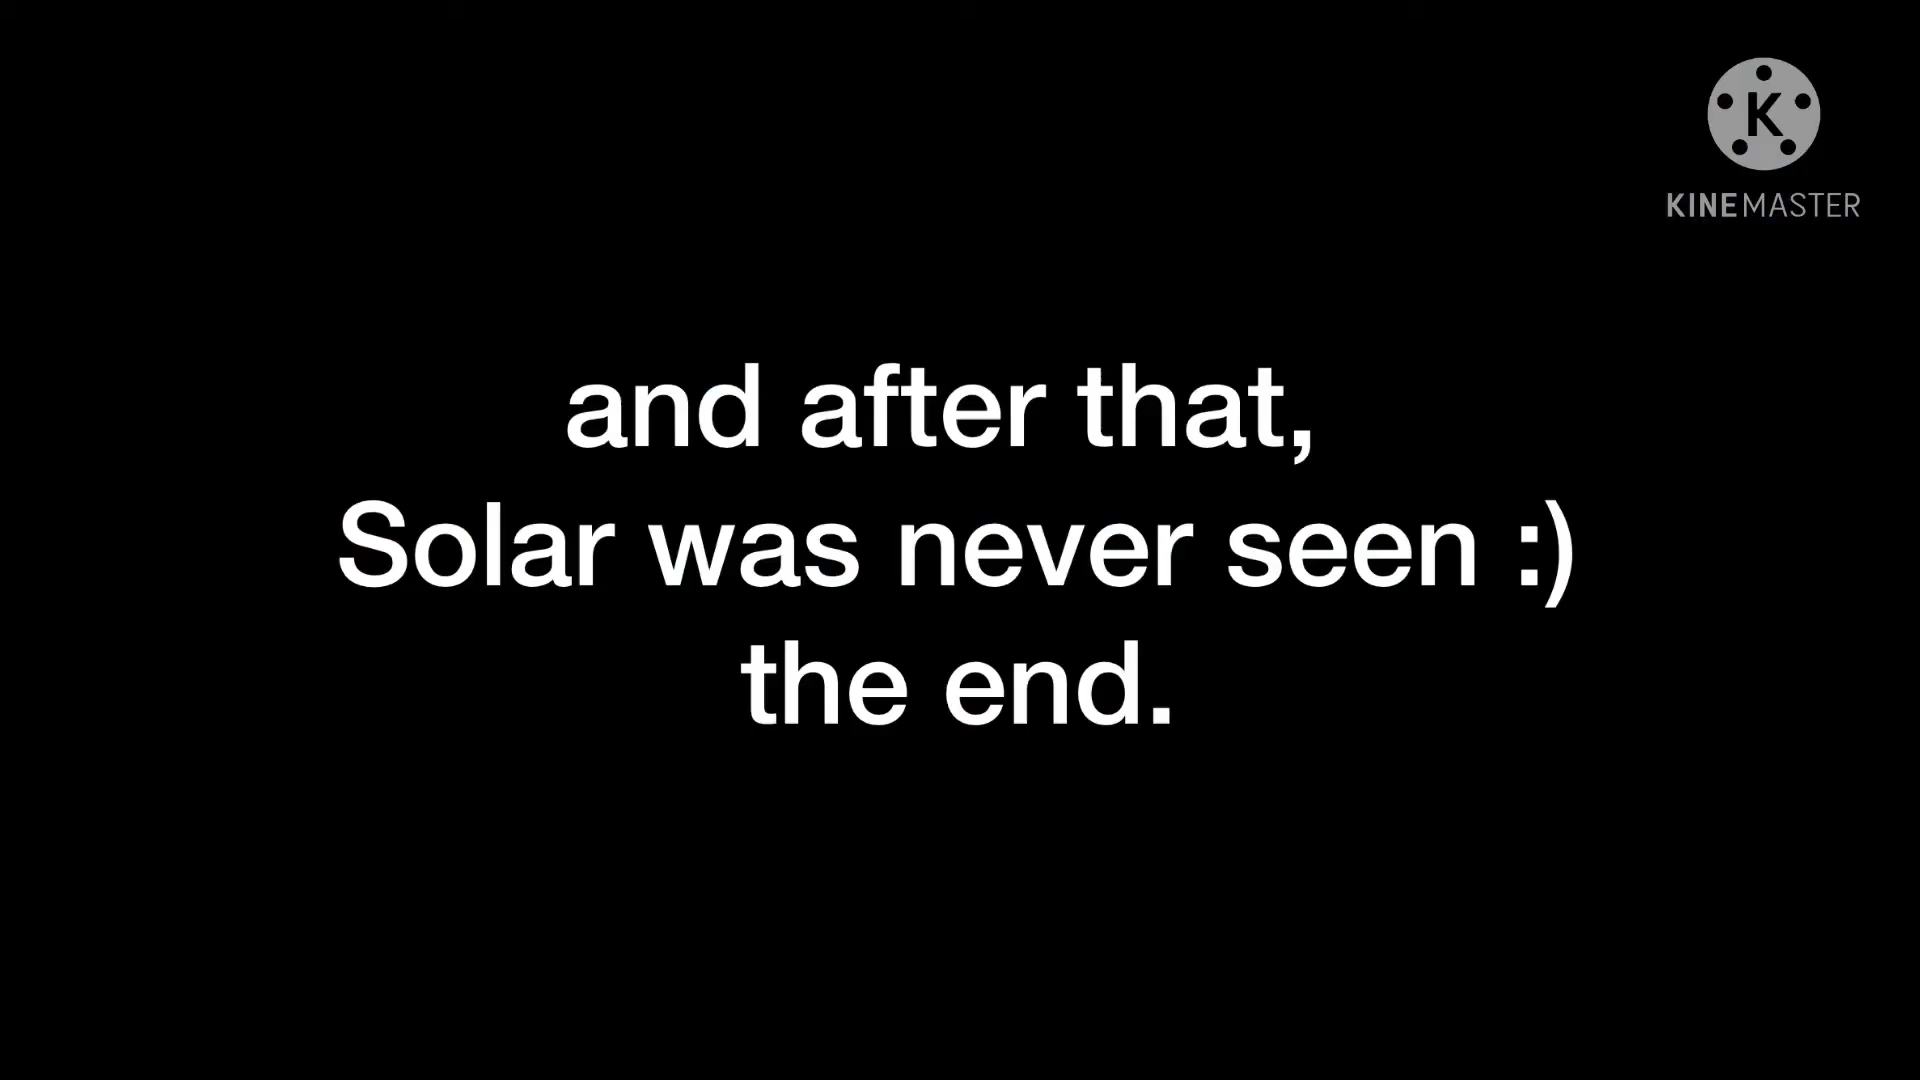 K
KINEMASTER
and after that,
Solar was never seen :)
the end.